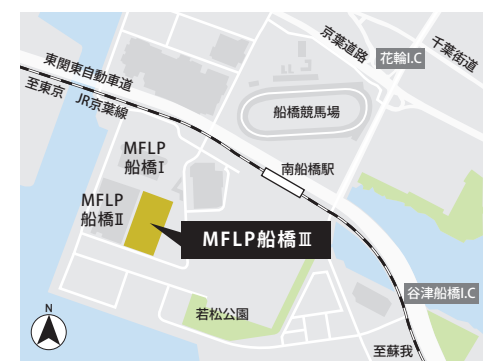 京葉道路
花輪I.C
千葉街道
東関東自動車道
至東京
JR京葉線
船橋競馬場
MFLP
船橋Ⅰ
南船橋駅
MFLP
船橋Ⅱ
MFLP船橋Ⅲ
谷津船橋I.C
N
若松公園
至蘇我